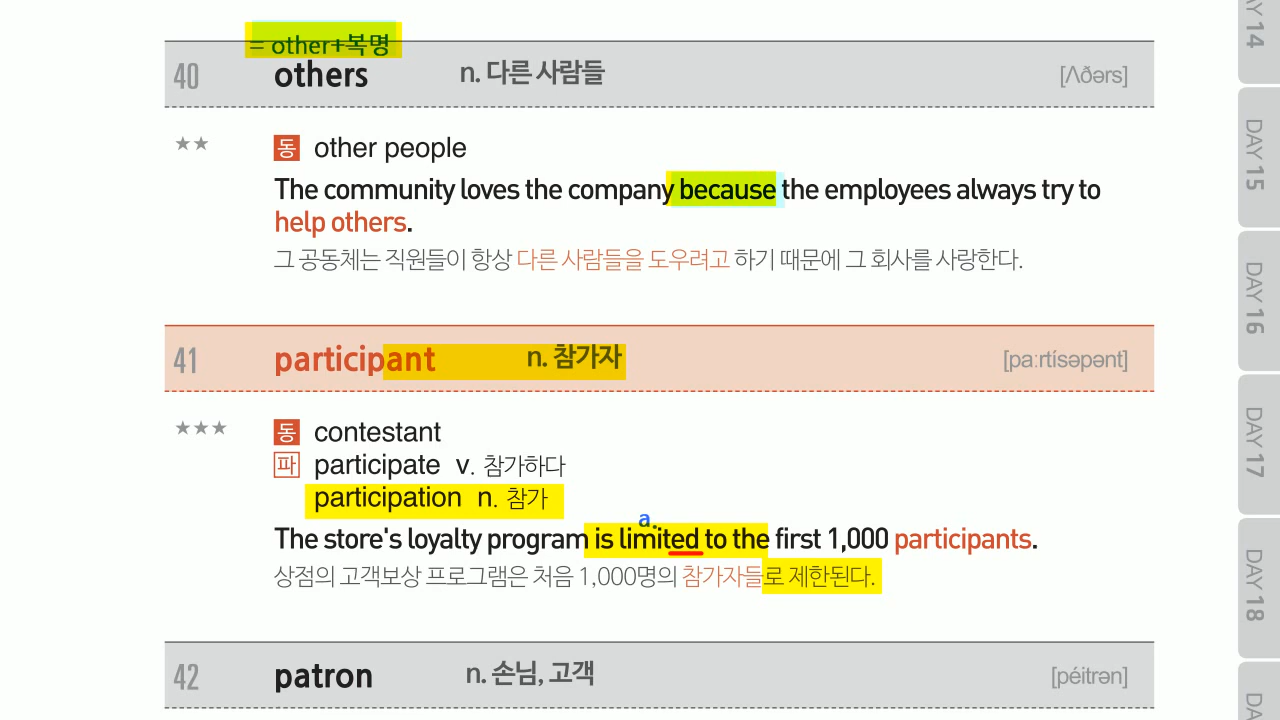 = other+복명
40 others n. 다른 사람들 [ʌðərs]
★★ 동 other people
The community loves the company because the employees always try to
help others.
그 공동체는 직원들이 항상 다른 사람들을 도우려고 하기 때문에 그 회사를 사랑한다.
41 participant n. 참가자 [pa:rtísəpənt]
★★★ 동 contestant
파 participate v. 참가하다
participation n. 참가
a.
The store's loyalty program is limited to the first 1,000 participants.
상점의 고객보상 프로그램은 처음 1,000명의 참가자들로 제한된다.
42 patron n. 손님, 고객 [péitrən]
AY 14
DAY 15
DAY 16
DAY 17
DAY 18
DA